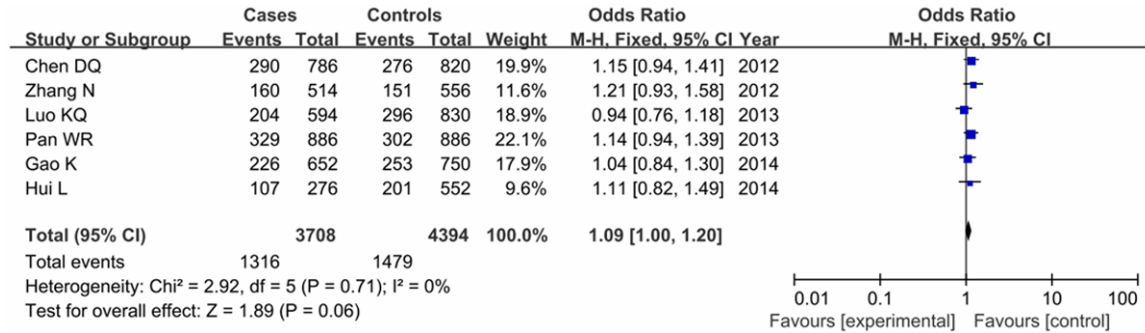 Cases Controls Odds Ratio Odds Ratio
Study or Subgroup Events Total Events Total Weight M-H, Fixed, 95% CI Year M-H, Fixed, 95% CI
Chen DQ 290 786 276 820 19.9% 1.15 [0.94, 1.41] 2012
Zhang N 160 514 151 556 11.6% 1.21 [0.93, 1.58] 2012
Luo KQ 204 594 296 830 18.9% 0.94 [0.76, 1.18] 2013
Pan WR 329 886 302 886 22.1% 1.14 [0.94, 1.39] 2013
Gao K 226 652 253 750 17.9% 1.04 [0.84, 1.30] 2014
Hui L 107 276 201 552 9.6% 1.11 [0.82, 1.49] 2014
Total (95% CI) 3708 4394 100.0% 1.09 [1.00, 1.20]
Total events 1316 1479
Heterogeneity: Chi² = 2.92, df = 5 (P = 0.71); I² = 0%
Test for overall effect: Z = 1.89 (P = 0.06)
0.01 0.1 1 10 100
Favours [experimental] Favours [control]